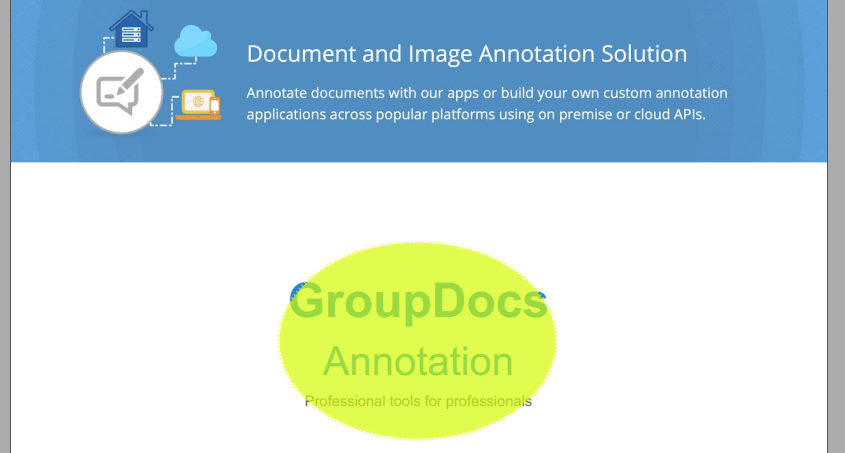 Document and Image Annotation Solution
Annotate documents with our apps or build your own custom annotation
applications across popular platforms using on premise or cloud APIs.
GroupDocs
Annotation
Professional tools for professionals